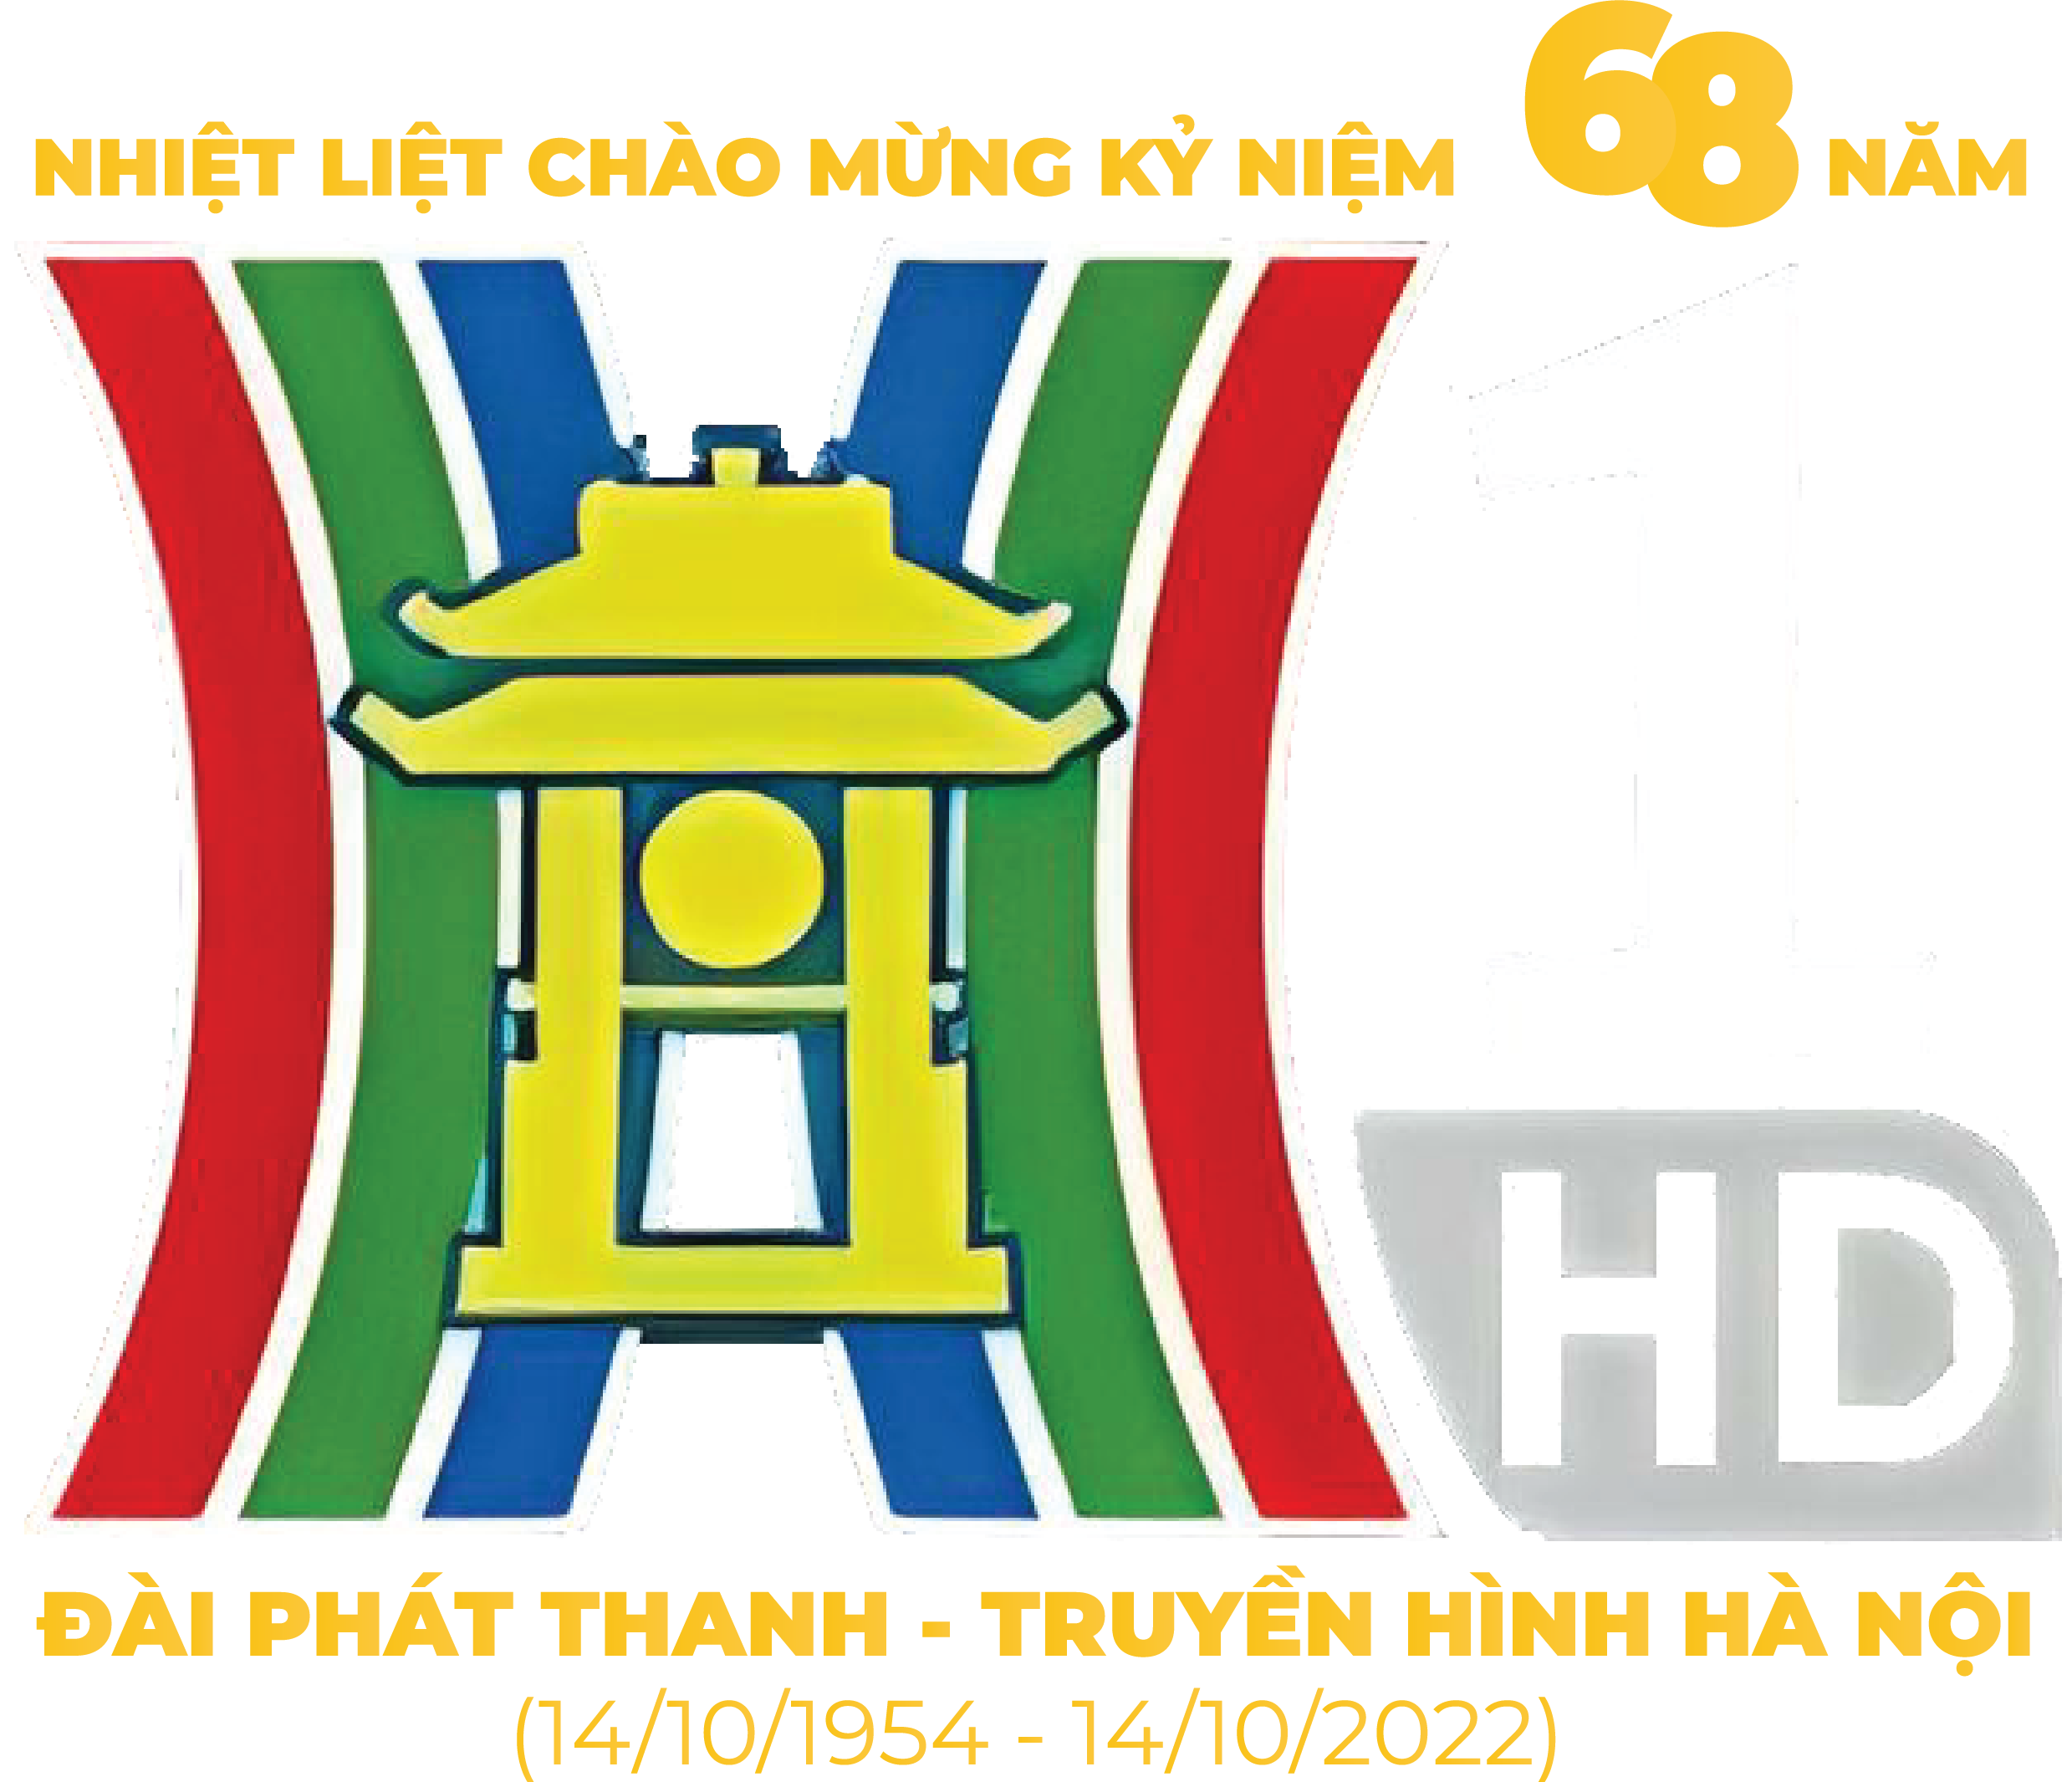 NHIỆT LIỆT CHÀO MỪNG KỶ NIỆM 68 NĂM
1
HD
ĐÀI PHÁT THANH - TRUYỀN HÌNH HÀ NỘI
(14/10/1954 - 14/10/2022)